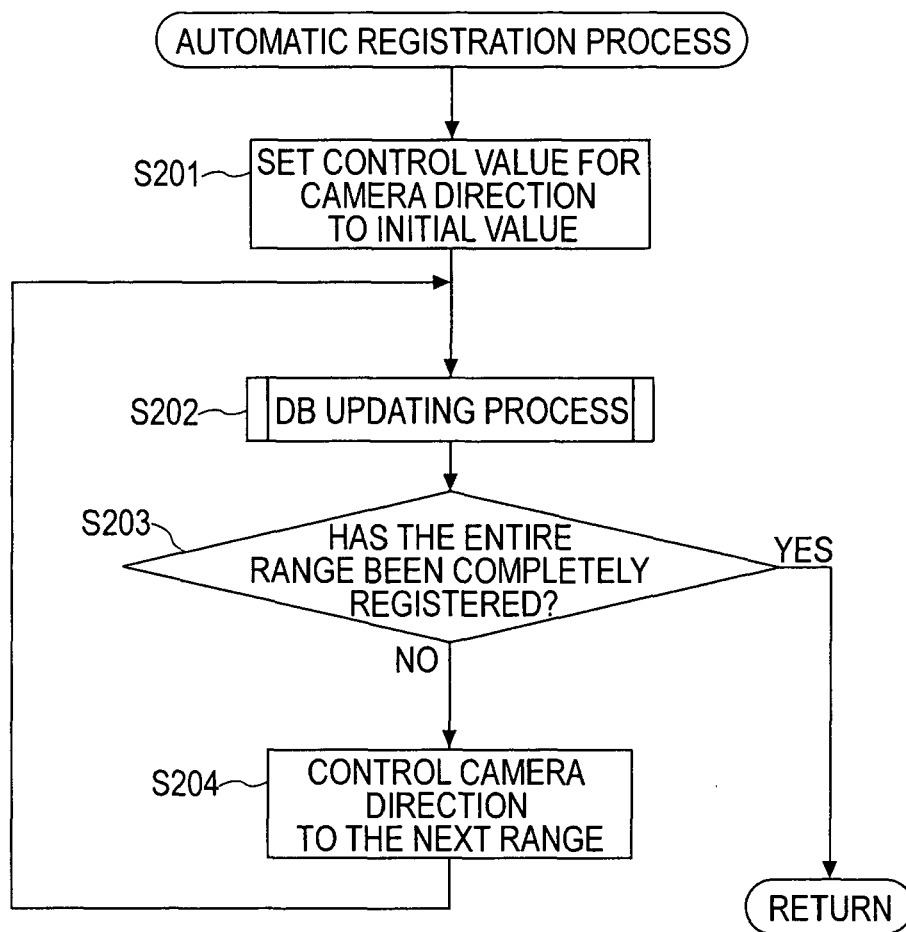 AUTOMATIC REGISTRATION PROCESS
S201
SET CONTROL VALUE FOR
CAMERA DIRECTION
TO INITIAL VALUE
S202
DB UPDATING PROCESS
S203
HAS THE ENTIRE
RANGE BEEN COMPLETELY
REGISTERED?
YES
NO
S204
CONTROL CAMERA
DIRECTION
TO THE NEXT RANGE
RETURN